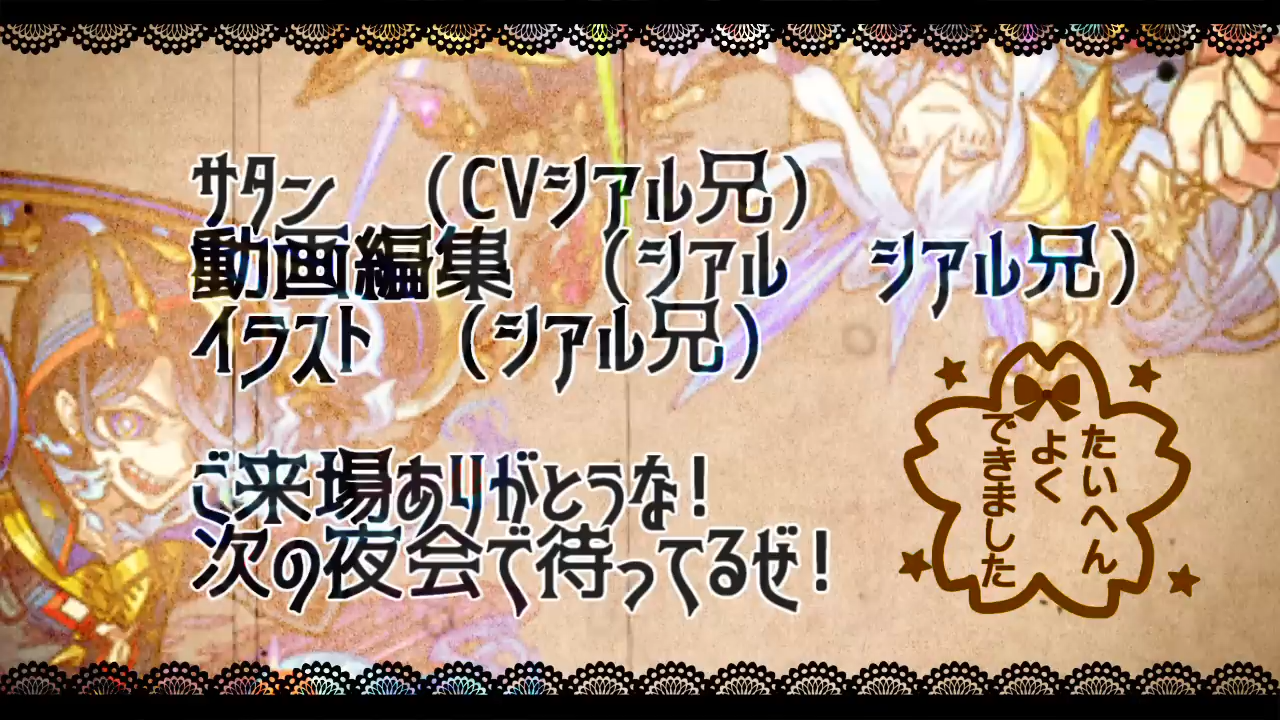 サタン　（CVシアル兄）
動画編集　（シアル　シアル兄）
イラスト　（シアル兄）
ご来場ありがとうな！
次の夜会で待ってるぜ！
たいへん
よく
できました